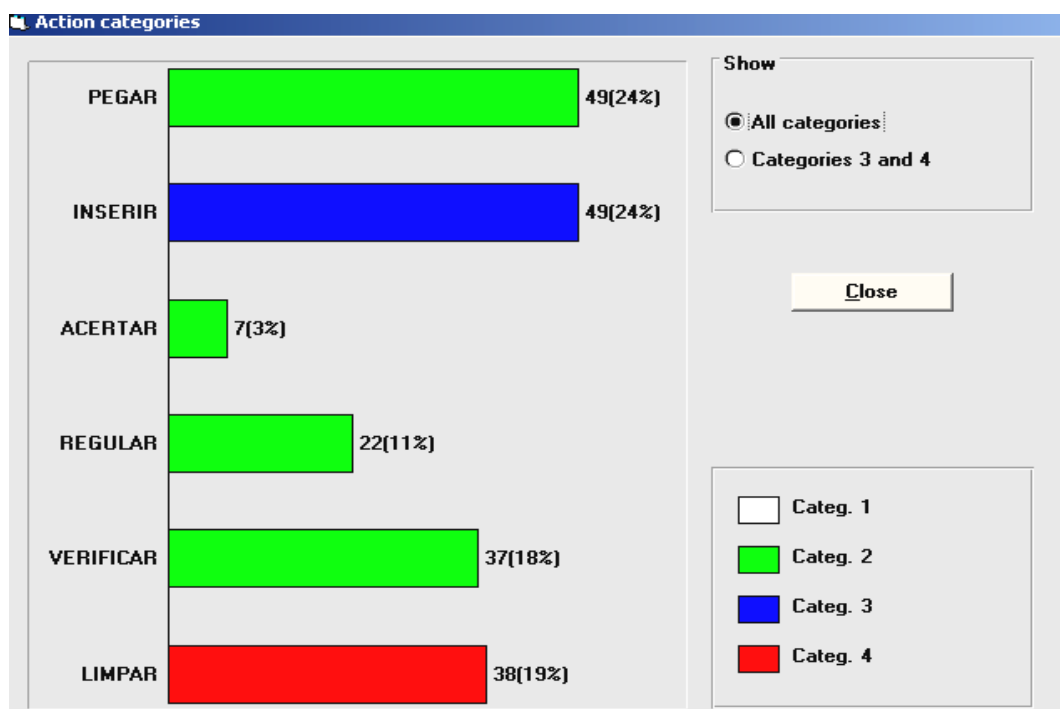 Action categories
PEGAR 49(24%)
INSERIR 49(24%)
ACERTAR 7(3%)
REGULAR 22(11%)
VERIFICAR 37(18%)
LIMPAR 38(19%)
Show
All categories
Categories 3 and 4
Close
Categ. 1
Categ. 2
Categ. 3
Categ. 4